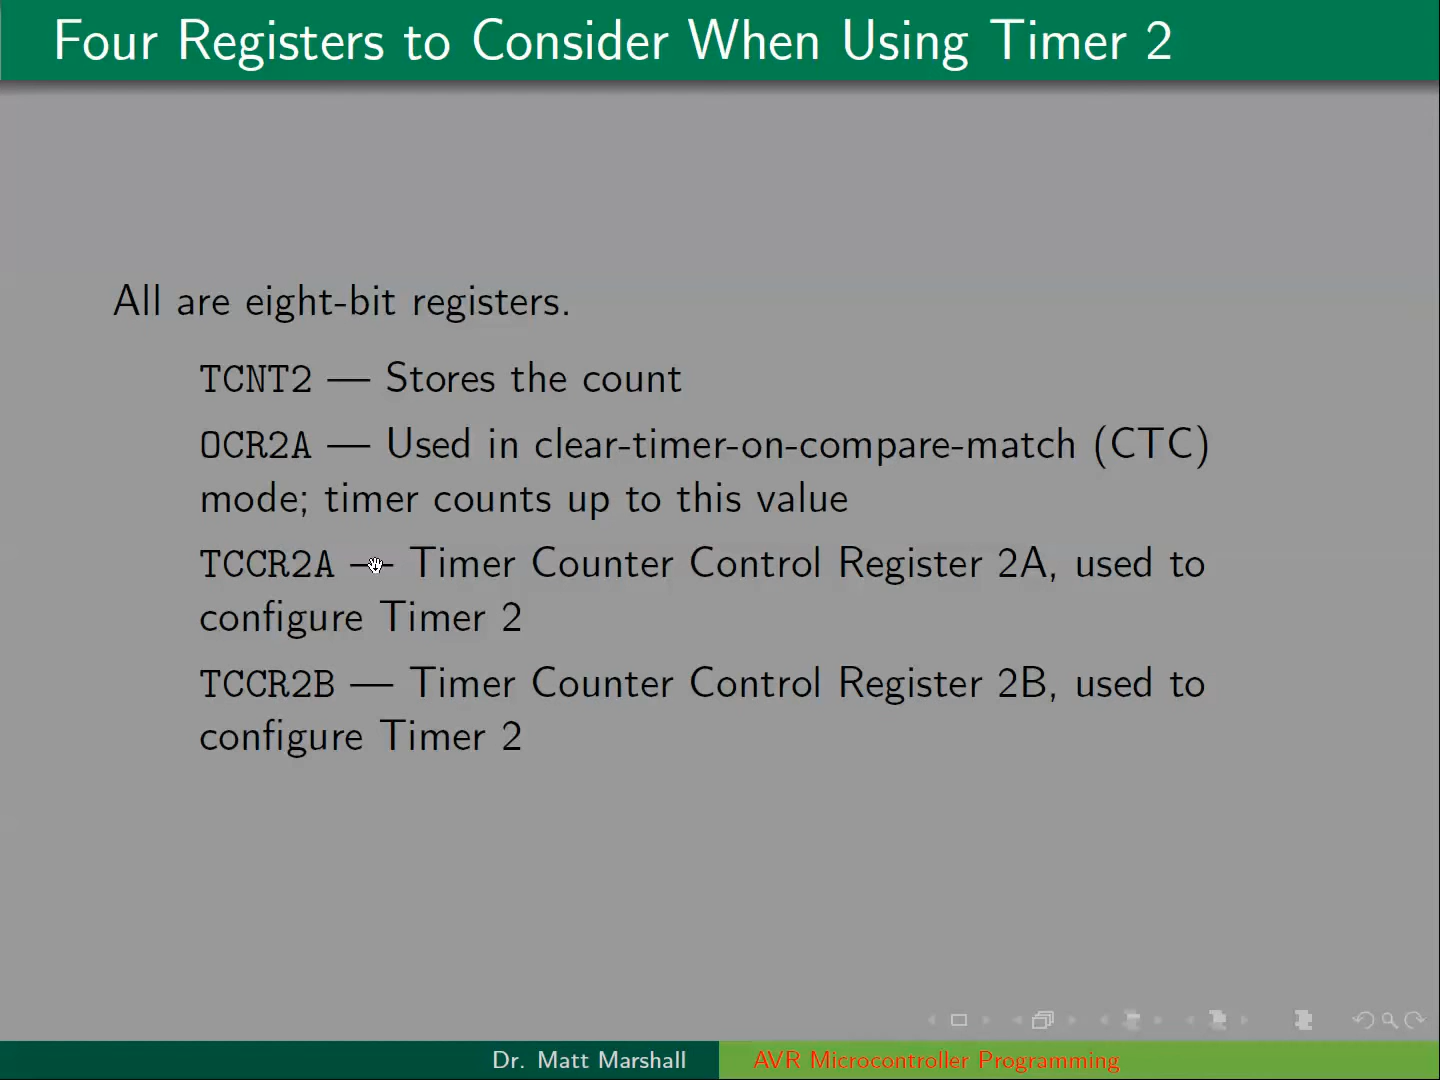 Four Registers to Consider When Using Timer 2
All are eight-bit registers.
TCNT2 — Stores the count
OCR2A — Used in clear-timer-on-compare-match (CTC)
mode; timer counts up to this value
TCCR2A — Timer Counter Control Register 2A, used to
configure Timer 2
TCCR2B — Timer Counter Control Register 2B, used to
configure Timer 2
Dr. Matt Marshall
AVR Microcontroller Programming